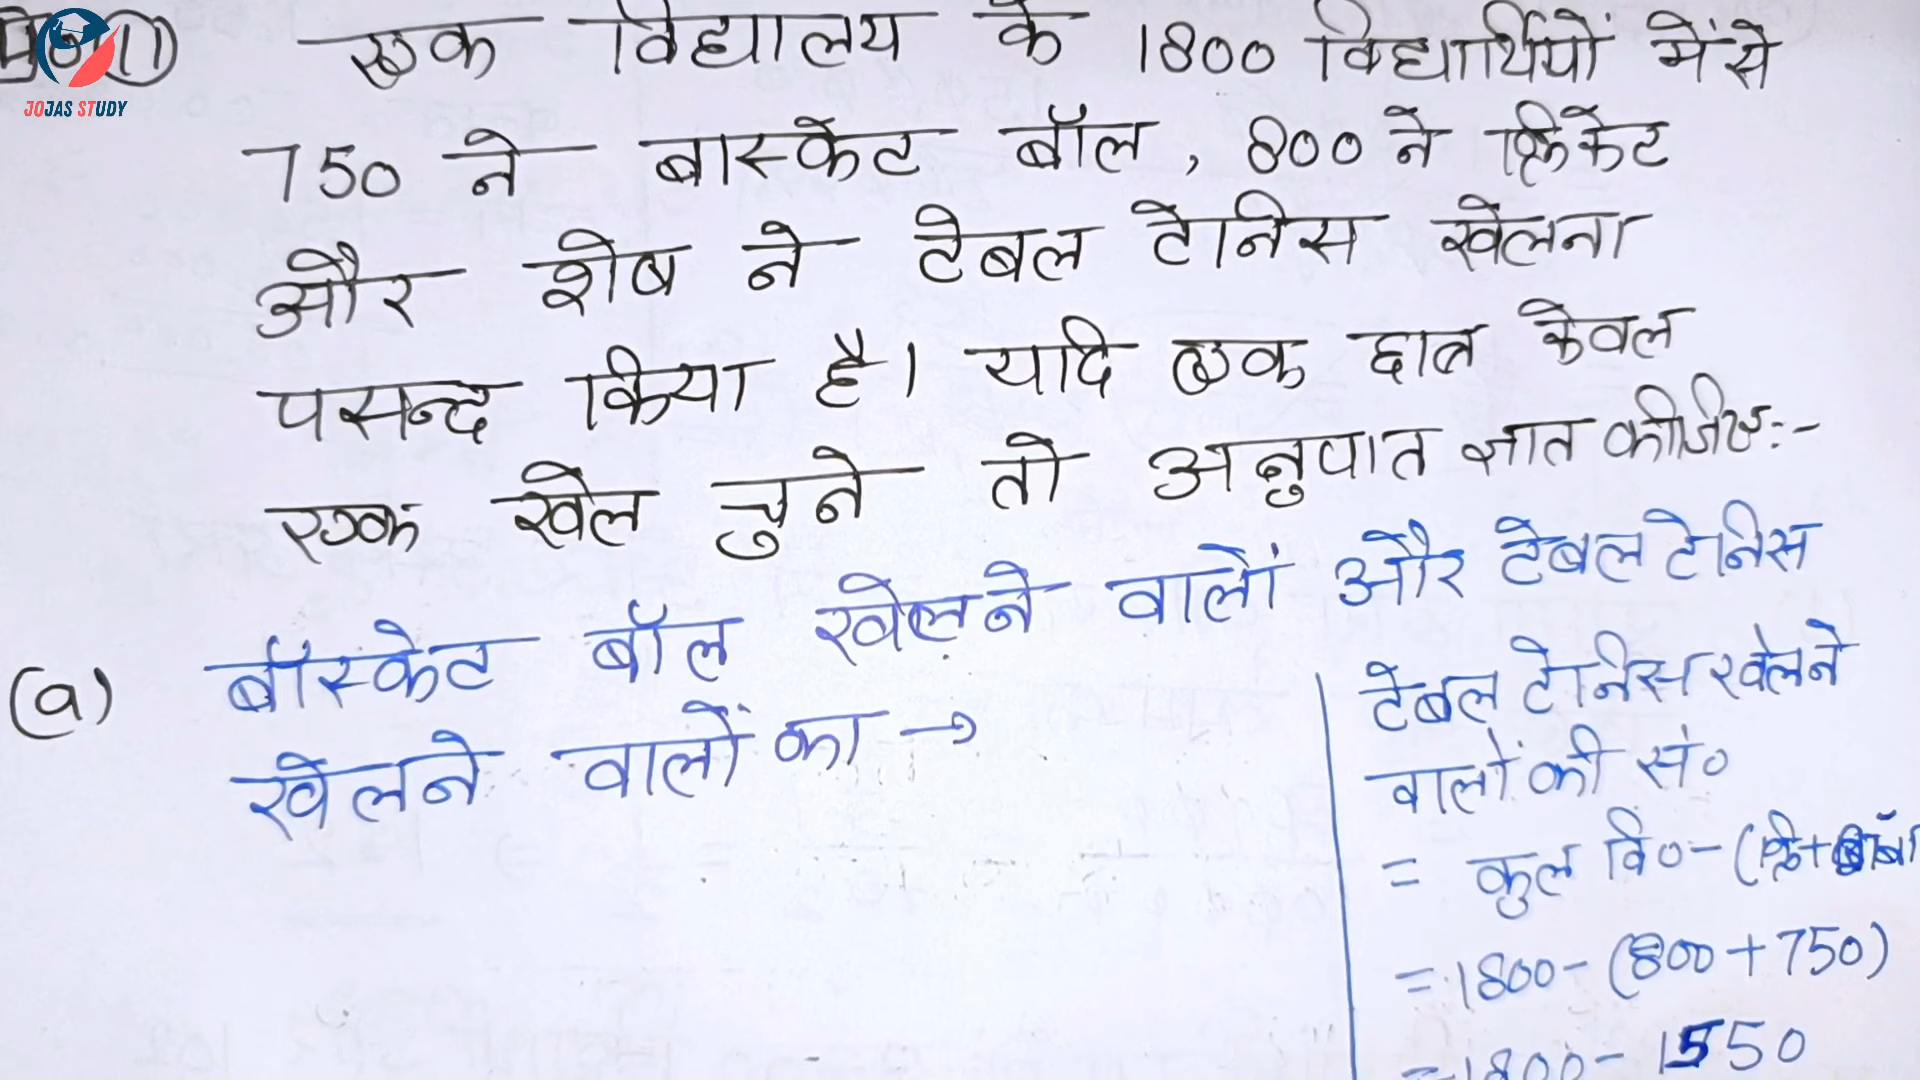 JOJAS STUDY
एक विद्यालय के 1800 विद्यार्थियों में से
750 ने बास्केट बॉल, 800 ने क्रिकेट
और शेष ने टेबल टेनिस खेलना
पसन्द किया है। यदि एक छात्र केवल
एक खेल चुने तो अनुपात ज्ञात कीजिए:-
(a) बॉस्केट बॉल खेलने वालों और टेबल टेनिस
खेलने वालों का →
टेबल टेनिस खेलने
वालों की सं०
= कुल वि० - (क्रि +
= 1800 - (800 + 750)
= 1800 - 1550